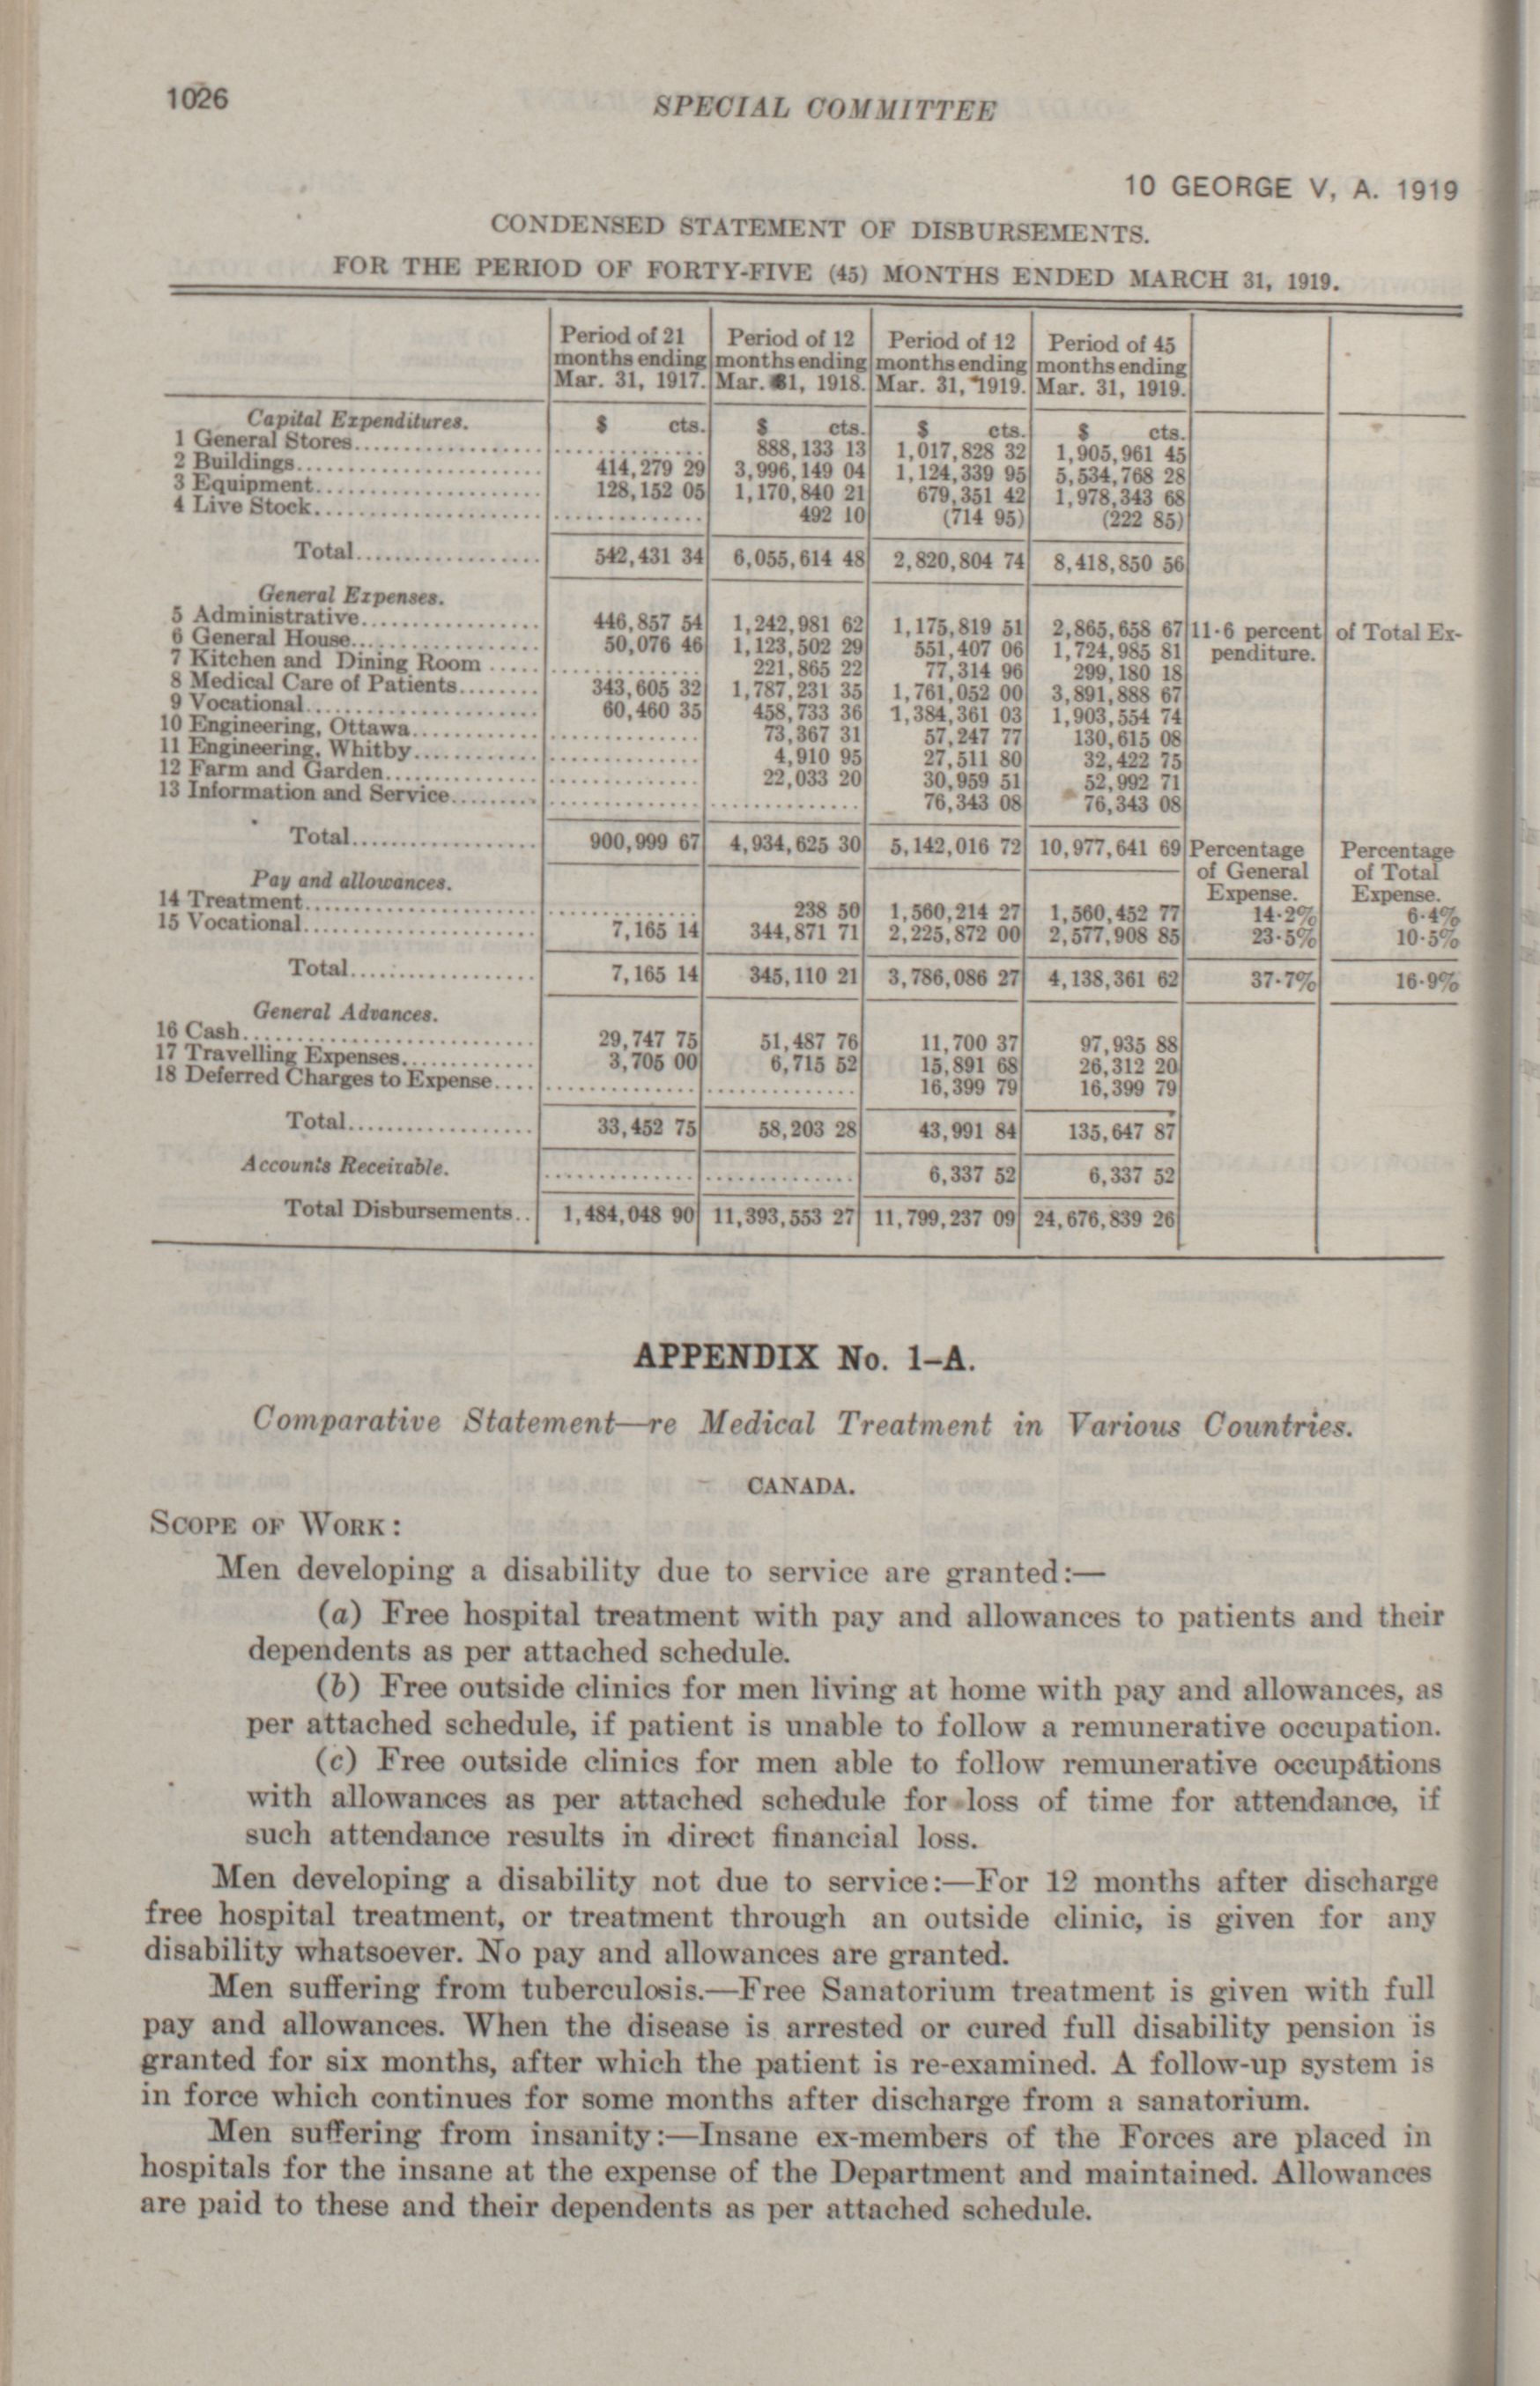 1026
SPECIAL COMMITTEE
10 GEORGE V, A. 1919
CONDENSED STATEMENT OF DISBURSEMENTS.
FOR THE PERIOD OF FORTY-FIVE (45) MONTHS ENDED MARCH 31, 1919.
Period of 21 months ending Mar. 31, 1917. Period of 12 months ending Mar. 31, 1918. Period of 12 months ending Mar. 31, 1919. Period of 45 months ending Mar. 31, 1919.
Capital Expenditures. $ cts. $ cts. $ cts. $ cts.
1 General Stores................. .............. 888,133 13 1,017,828 32 1,905,961 45
2 Buildings...................... 414,279 29 3,996,149 04 1,124,339 95 5,534,768 28
3 Equipment.................... 128,152 05 1,170,840 21 679,351 42 1,978,343 68
4 Live Stock.................... .............. 492 10 (714 95) (222 85)
Total................. 542,431 34 6,055,614 48 2,820,804 74 8,418,850 56
General Expenses.
5 Administrative................ 446,857 54 1,242,981 62 1,175,819 51 2,865,658 67 11·6 percent of Total Ex-
6 General House................. 50,076 46 1,123,502 29 551,407 06 1,724,985 81 penditure.
7 Kitchen and Dining Room ..... .............. 221,865 22 77,314 96 299,180 18
8 Medical Care of Patients........ 343,605 32 1,787,231 35 1,761,052 00 3,891,888 67
9 Vocational..................... 60,460 35 458,733 36 1,384,361 03 1,903,554 74
10 Engineering, Ottawa............ .............. 73,367 31 57,247 77 130,615 08
11 Engineering, Whitby............ .............. 4,910 95 27,511 80 32,422 75
12 Farm and Garden.............. .............. 22,033 20 30,959 51 52,992 71
13 Information and Service......... .............. .............. 76,343 08 76,343 08
Total................. 900,999 67 4,934,625 30 5,142,016 72 10,977,641 69 Percentage of General Expense. Percentage of Total Expense.
Pay and allowances.
14 Treatment...................... .............. 238 50 1,560,214 27 1,560,452 77 14·2% 6·4%
15 Vocational..................... 7,165 14 344,871 71 2,225,872 00 2,577,908 85 23·5% 10·5%
Total................. 7,165 14 345,110 21 3,786,086 27 4,138,361 62 37·7% 16·9%
General Advances.
16 Cash........................... 29,747 75 51,487 76 11,700 37 97,935 88
17 Travelling Expenses............. 3,705 00 6,715 52 15,891 68 26,312 20
18 Deferred Charges to Expense.... .............. .............. 16,399 79 16,399 79
Total................. 33,452 75 58,203 28 43,991 84 135,647 87
Accounts Receivable. .............. .............. 6,337 52 6,337 52
Total Disbursements.. 1,484,048 90 11,393,553 27 11,799,237 09 24,676,839 26
APPENDIX No. 1–A.
Comparative Statement—re Medical Treatment in Various Countries.
CANADA.
SCOPE OF WORK:
Men developing a disability due to service are granted:—
(a) Free hospital treatment with pay and allowances to patients and their
dependents as per attached schedule.
(b) Free outside clinics for men living at home with pay and allowances, as
per attached schedule, if patient is unable to follow a remunerative occupation.
(c) Free outside clinics for men able to follow remunerative occupations
with allowances as per attached schedule for loss of time for attendance, if
such attendance results in direct financial loss.
Men developing a disability not due to service:—For 12 months after discharge
free hospital treatment, or treatment through an outside clinic, is given for any
disability whatsoever. No pay and allowances are granted.
Men suffering from tuberculosis.—Free Sanatorium treatment is given with full
pay and allowances. When the disease is arrested or cured full disability pension is
granted for six months, after which the patient is re-examined. A follow-up system is
in force which continues for some months after discharge from a sanatorium.
Men suffering from insanity:—Insane ex-members of the Forces are placed in
hospitals for the insane at the expense of the Department and maintained. Allowances
are paid to these and their dependents as per attached schedule.